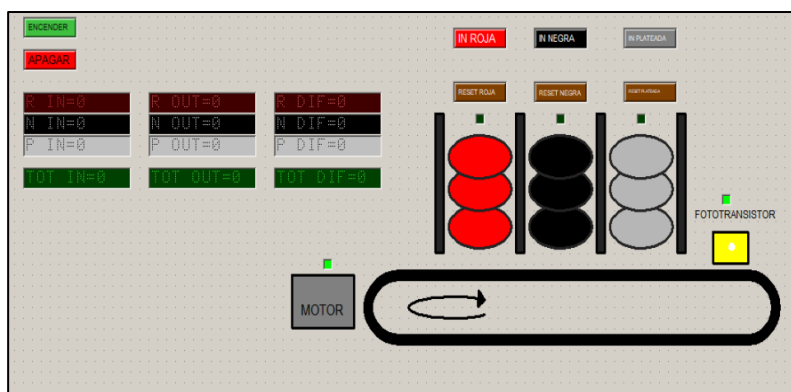 ENCENDER
APAGAR
IN ROJA IN NEGRA IN PLATEADA
RESET ROJA RESET NEGRA RESET PLATEADA
R IN=0 R OUT=0 R DIF=0
N IN=0 N OUT=0 N DIF=0
P IN=0 P OUT=0 P DIF=0
TOT IN=0 TOT OUT=0 TOT DIF=0
FOTOTRANSISTOR
MOTOR